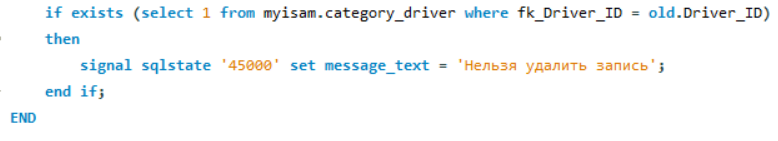 if exists (select 1 from myisam.category_driver where fk_Driver_ID = old.Driver_ID)
then
signal sqlstate '45000' set message_text = 'Нельзя удалить запись';
end if;
END